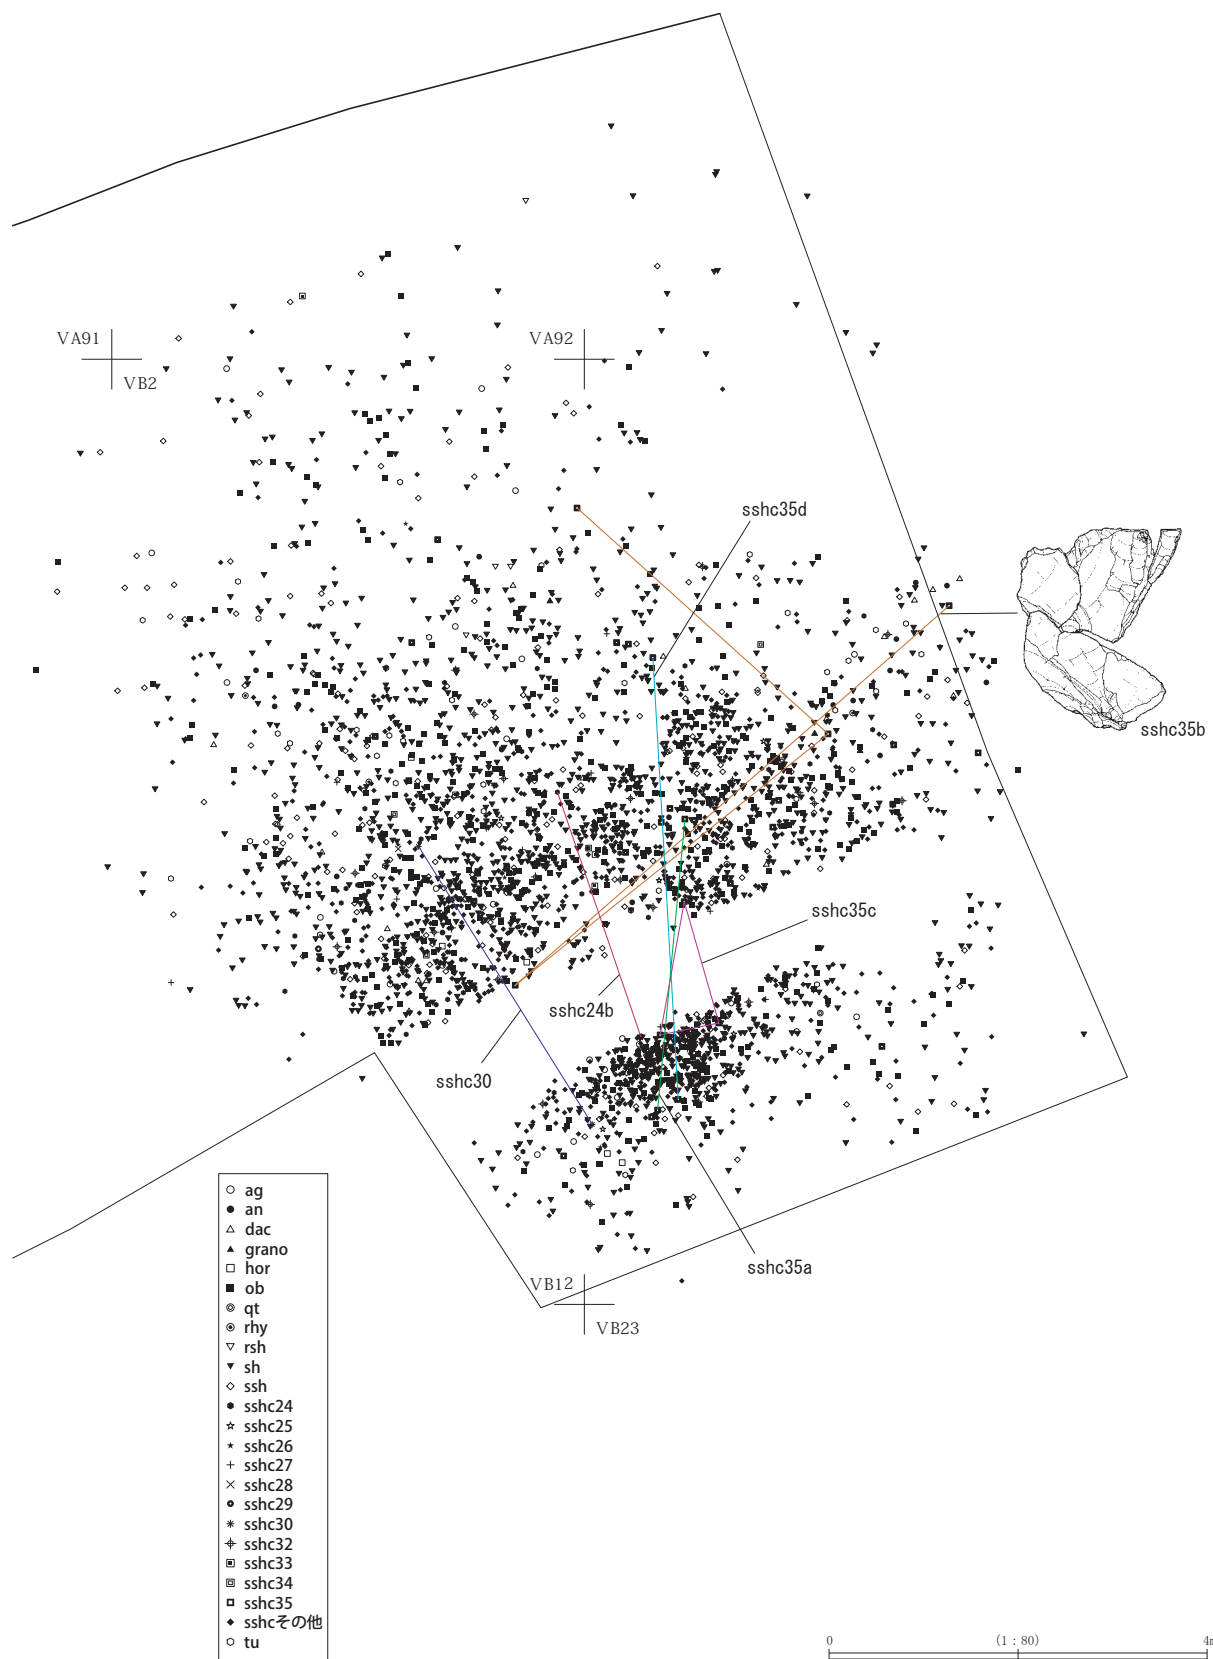 VA91
VB2
VA92
sshc35d
sshc35b
sshc35c
sshc24b
sshc30
sshc35a
VB12
VB23
ag
an
dac
grano
hor
ob
qt
rhy
rsh
sh
ssh
sshc24
sshc25
sshc26
sshc27
sshc28
sshc29
sshc30
sshc32
sshc33
sshc34
sshc35
sshcその他
tu
0 (1 : 80) 4m